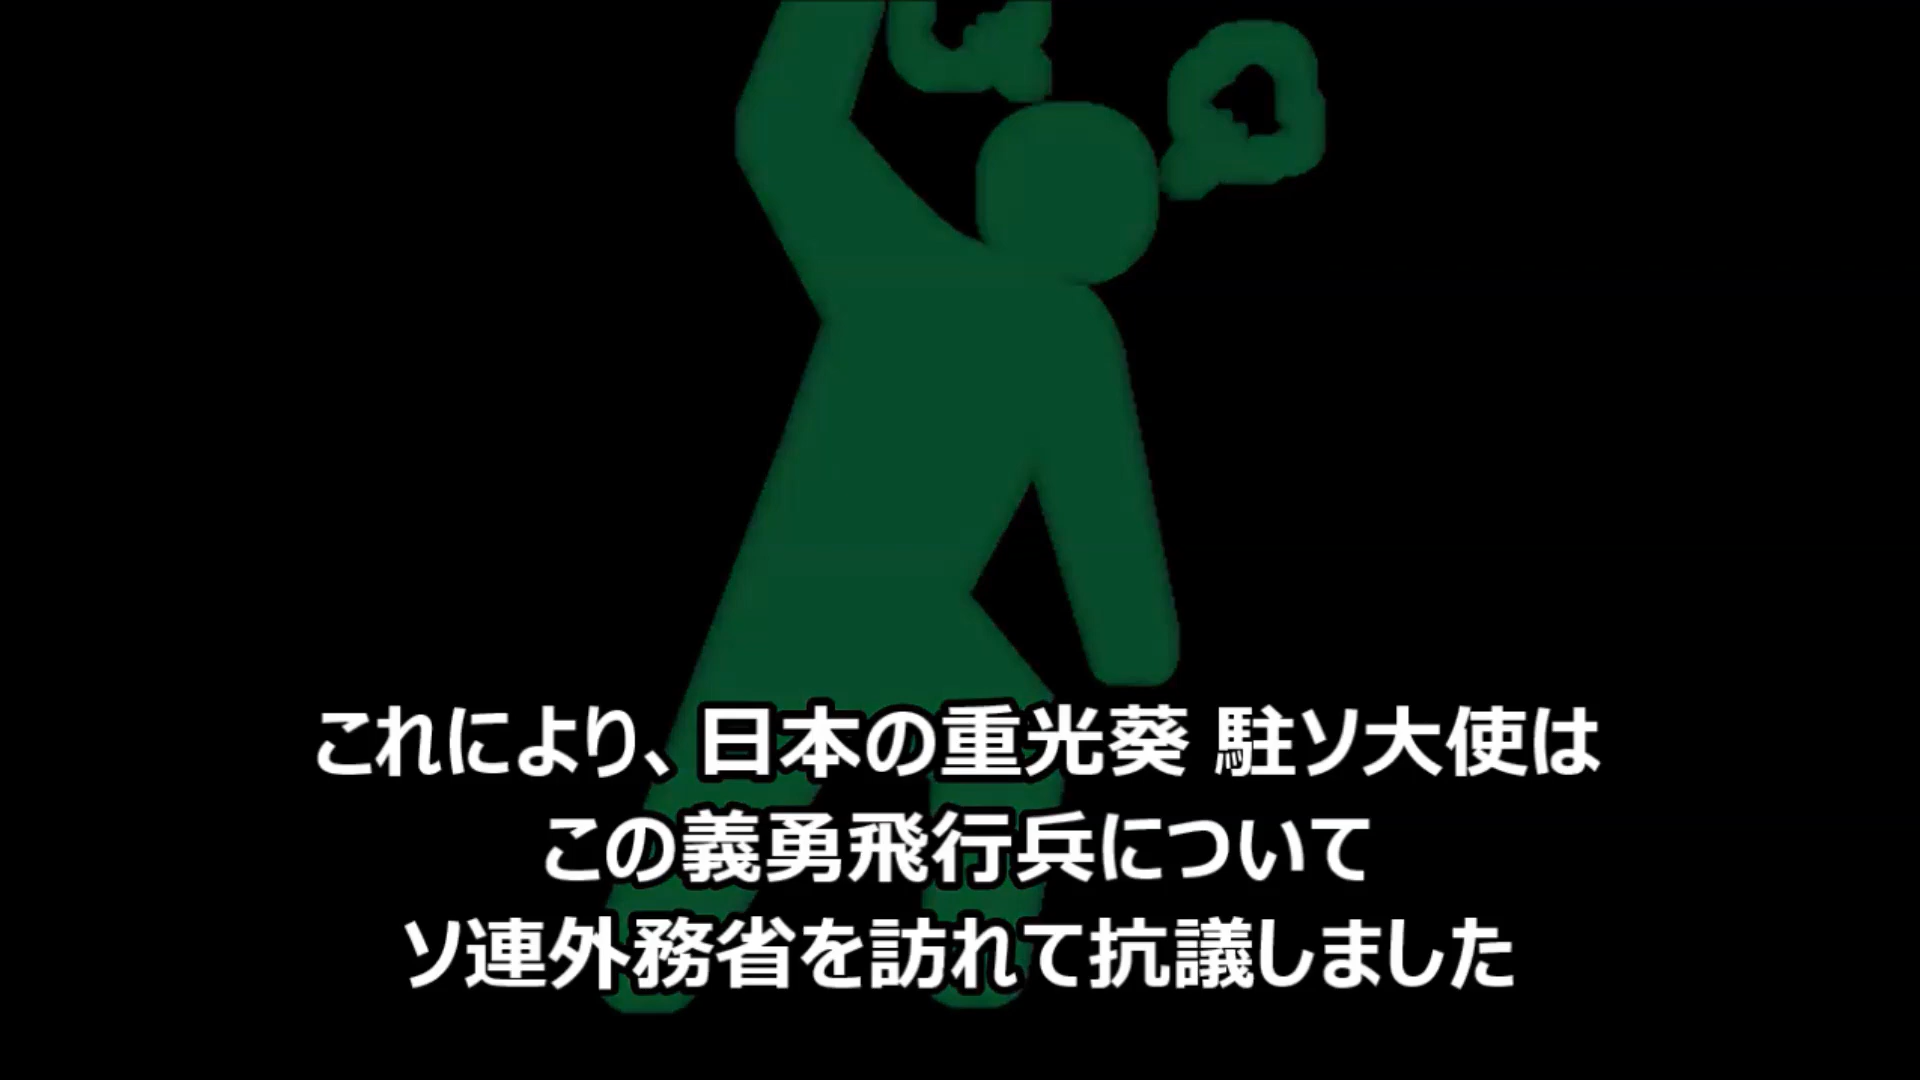 これにより、日本の重光葵 駐ソ大使は
この義勇飛行兵について
ソ連外務省を訪れて抗議しました